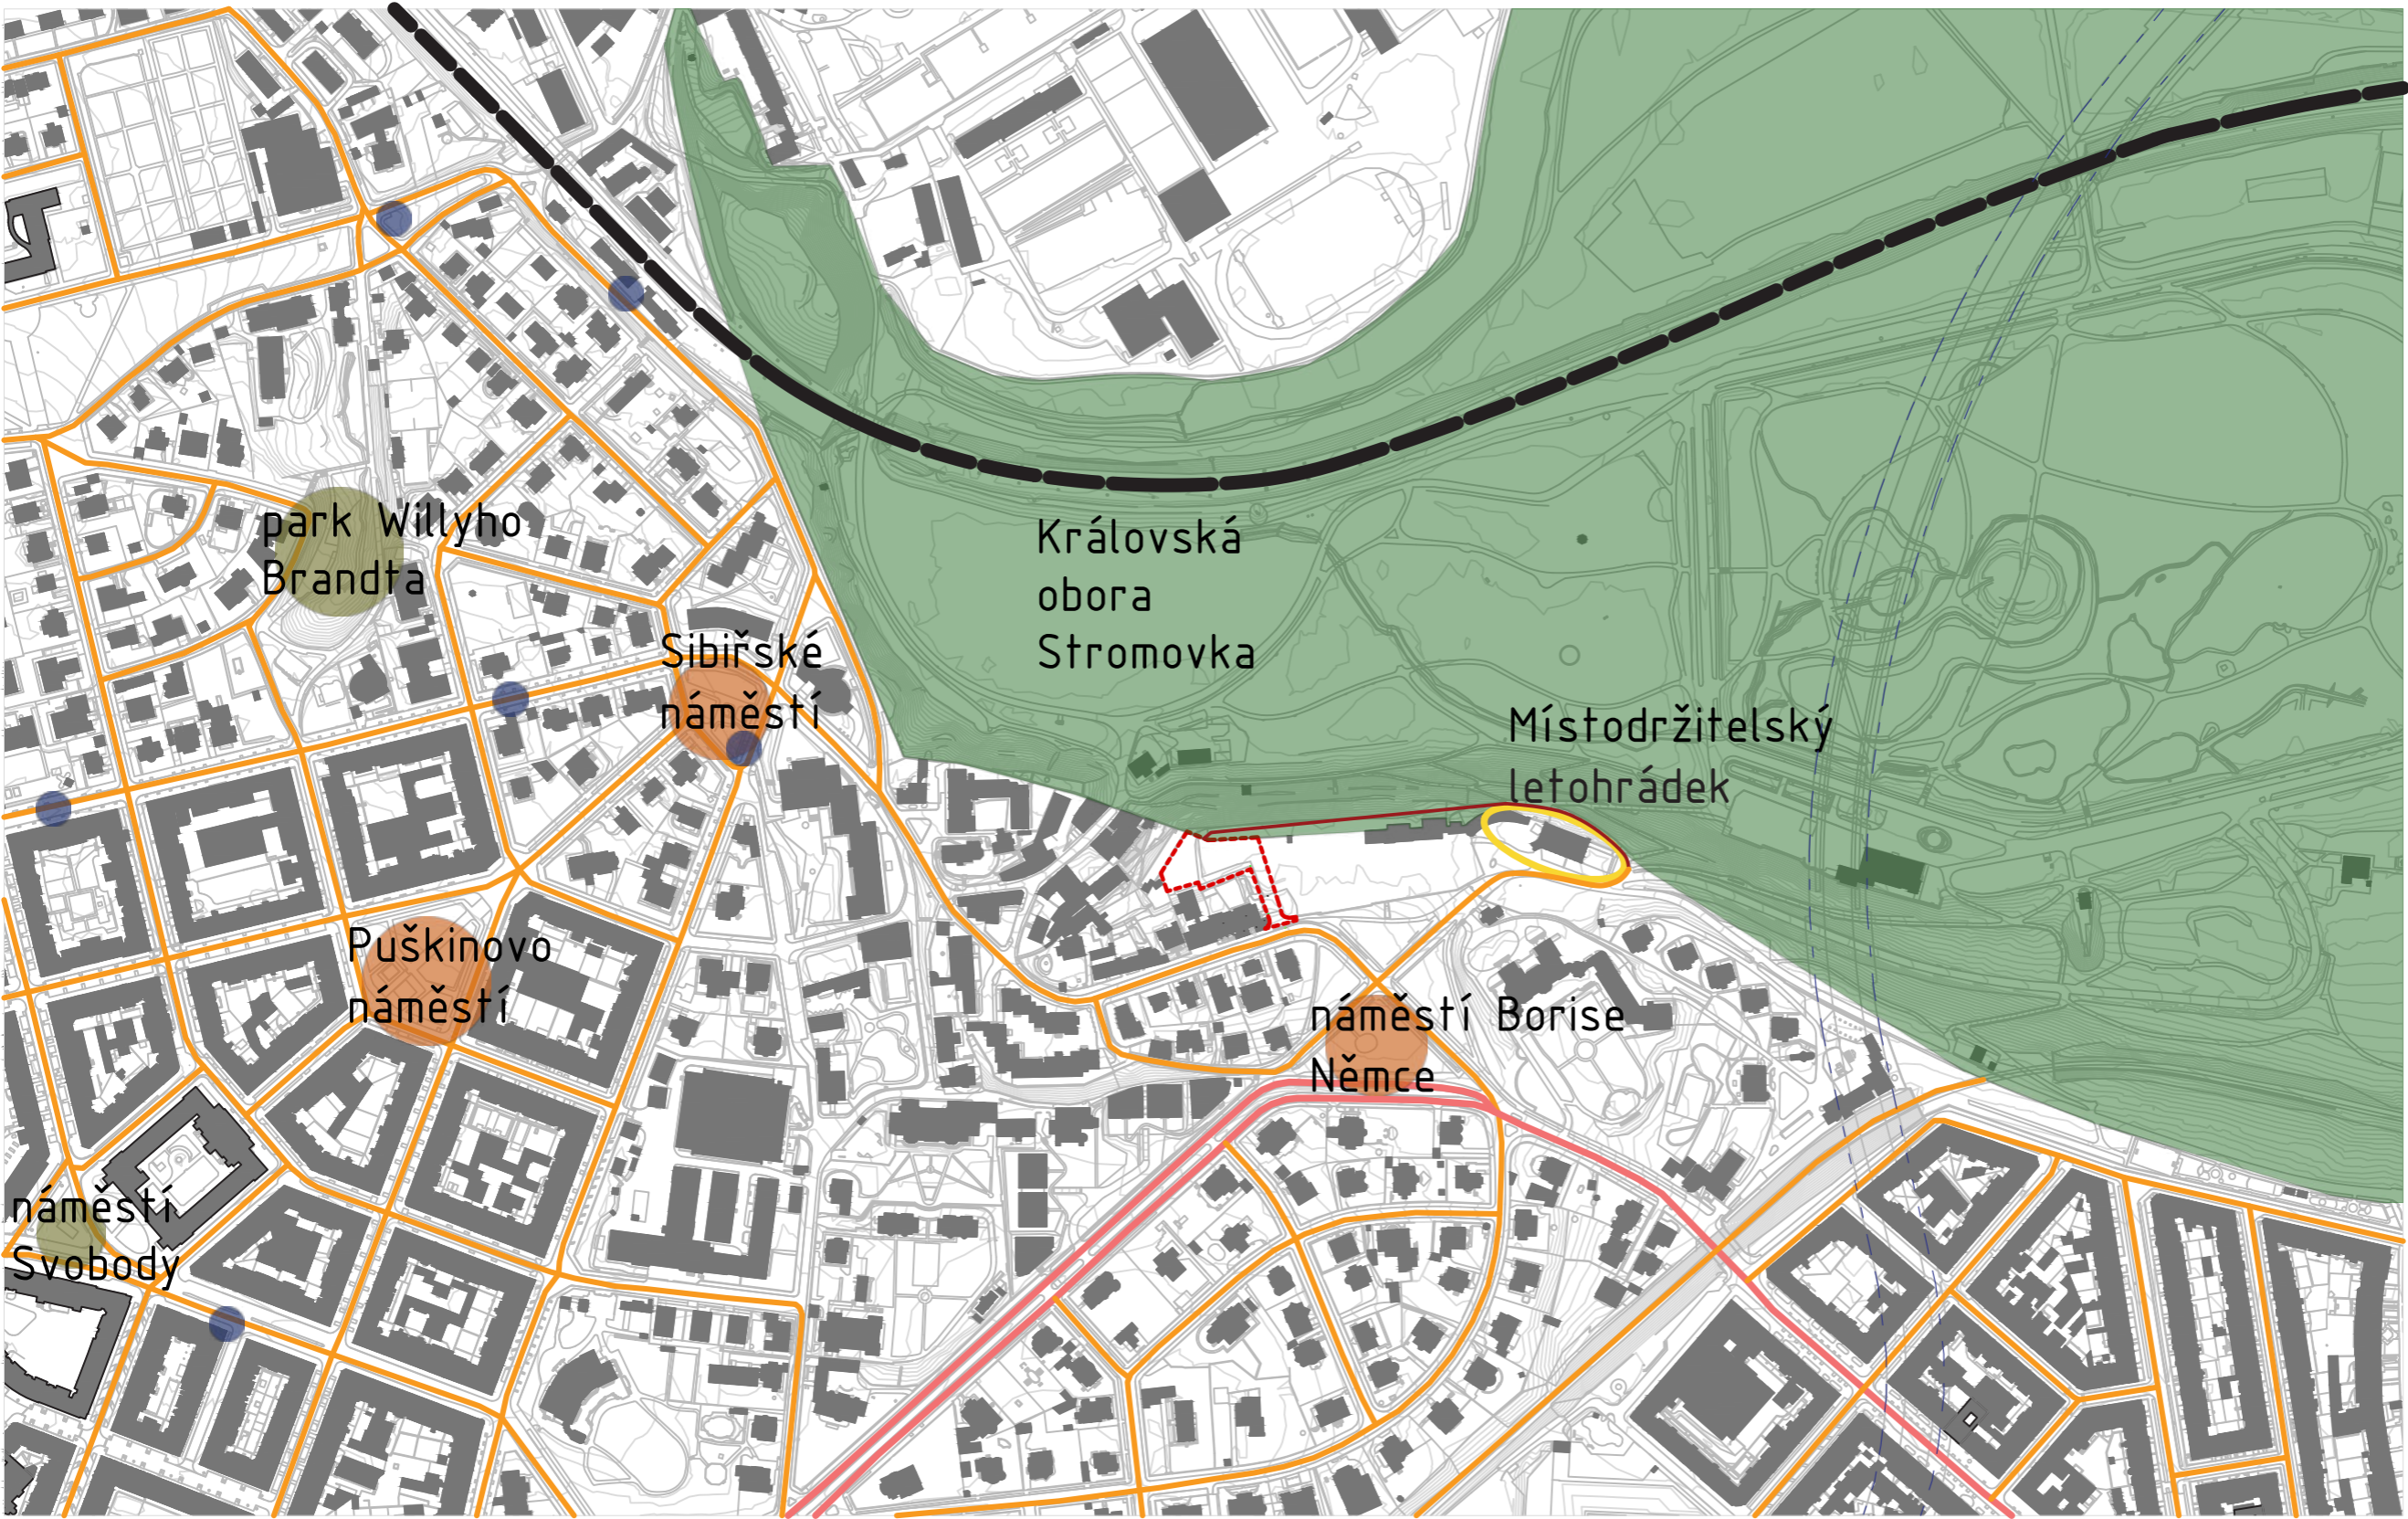 park Willyho
Brandta
Královská
obora
Stromovka
Sibiřské
náměstí
Místodržitelský
letohrádek
Puškinovo
náměstí
náměstí Borise
Němce
náměstí
Svobody